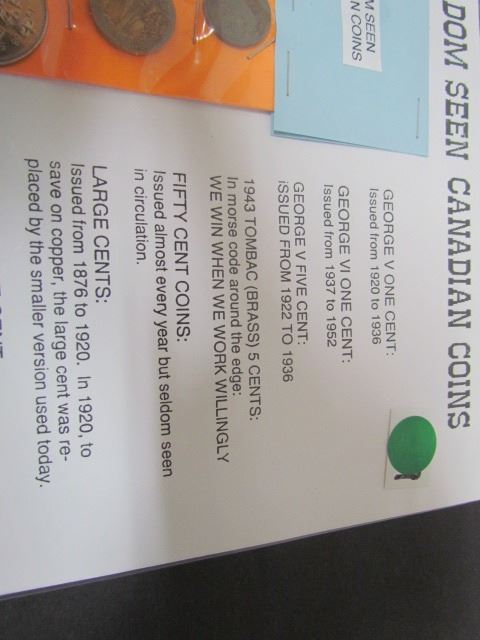 DOM SEEN CANADIAN COINS
M SEEN
N COINS
GEORGE V ONE CENT:
Issued from 1920 to 1936
GEORGE VI ONE CENT:
Issued from 1937 to 1952
GEORGE V FIVE CENT:
iSSUED FROM 1922 TO 1936
1943 TOMBAC (BRASS) 5 CENTS:
In morse code around the edge:
WE WIN WHEN WE WORK WILLINGLY
FIFTY CENT COINS:
Issued almost every year but seldom seen
in circulation.
LARGE CENTS:
Issued from 1876 to 1920. In 1920, to
save on copper, the large cent was re-
placed by the smaller version used today.